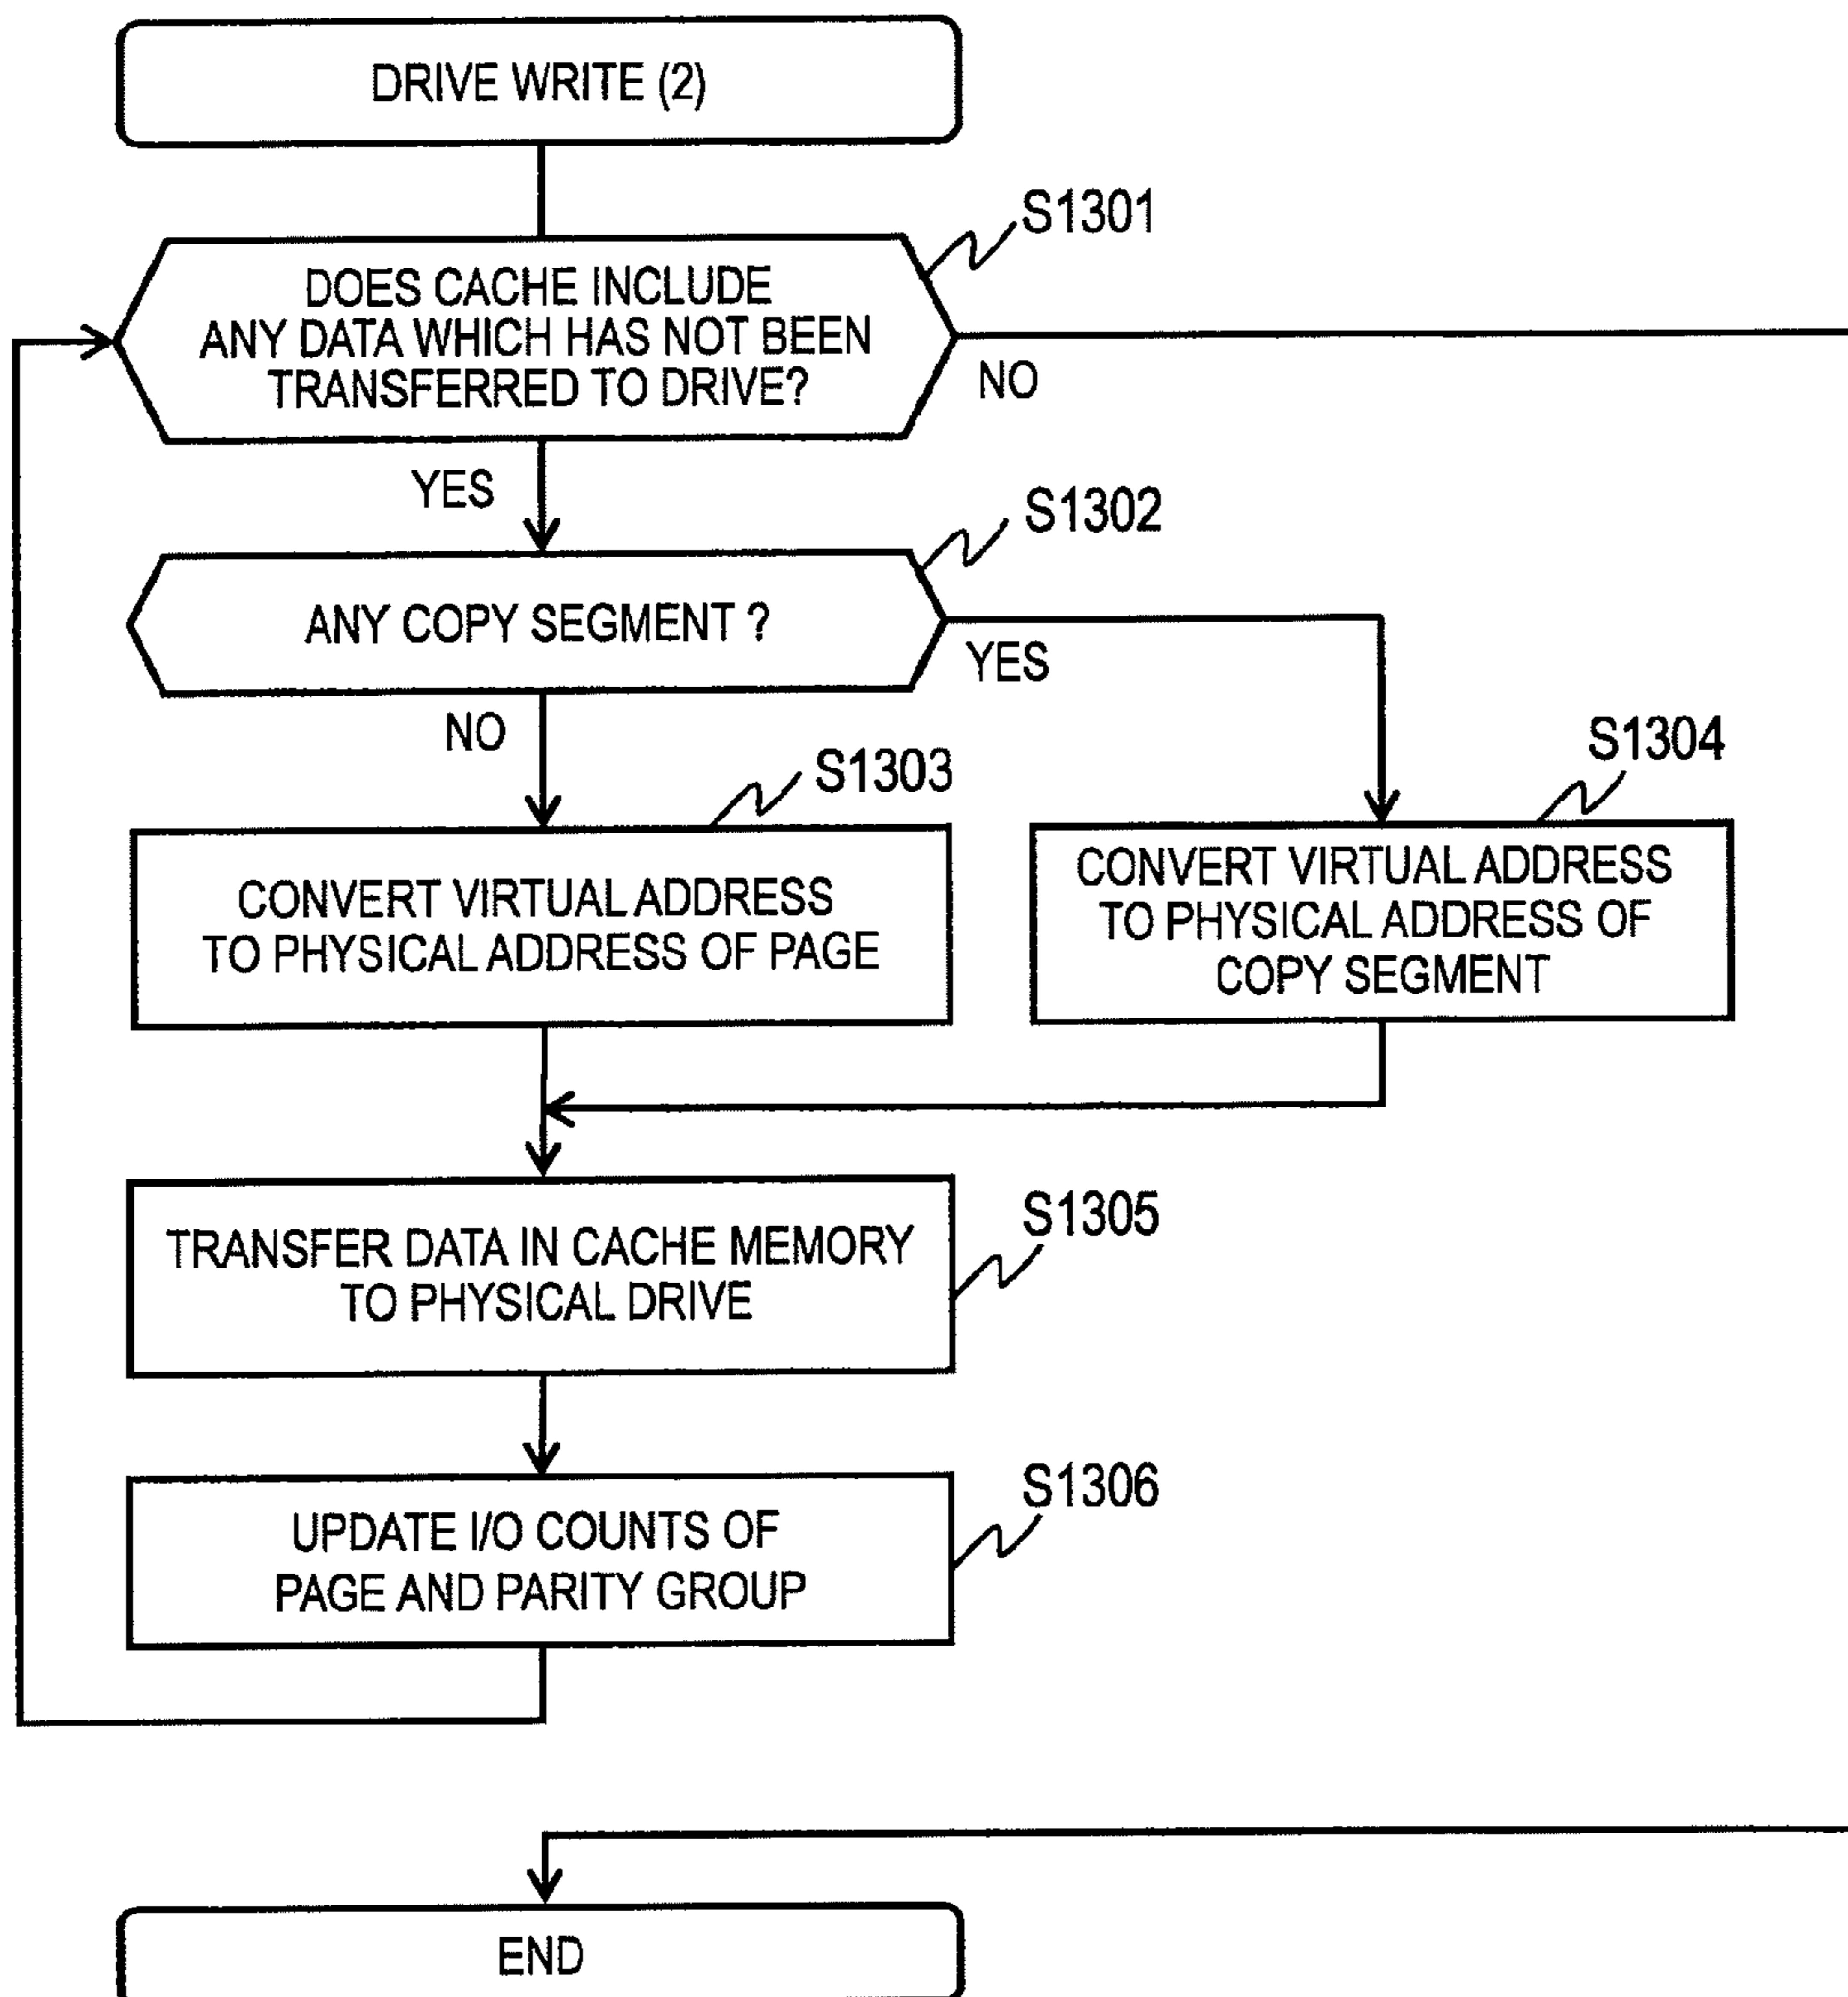 DRIVE WRITE (2)
S1301
DOES CACHE INCLUDE
ANY DATA WHICH HAS NOT BEEN
TRANSFERRED TO DRIVE?
NO
YES
S1302
ANY COPY SEGMENT ?
YES
NO
S1303
S1304
CONVERT VIRTUAL ADDRESS
TO PHYSICAL ADDRESS OF PAGE
CONVERT VIRTUAL ADDRESS
TO PHYSICAL ADDRESS OF
COPY SEGMENT
S1305
TRANSFER DATA IN CACHE MEMORY
TO PHYSICAL DRIVE
S1306
UPDATE I/O COUNTS OF
PAGE AND PARITY GROUP
END